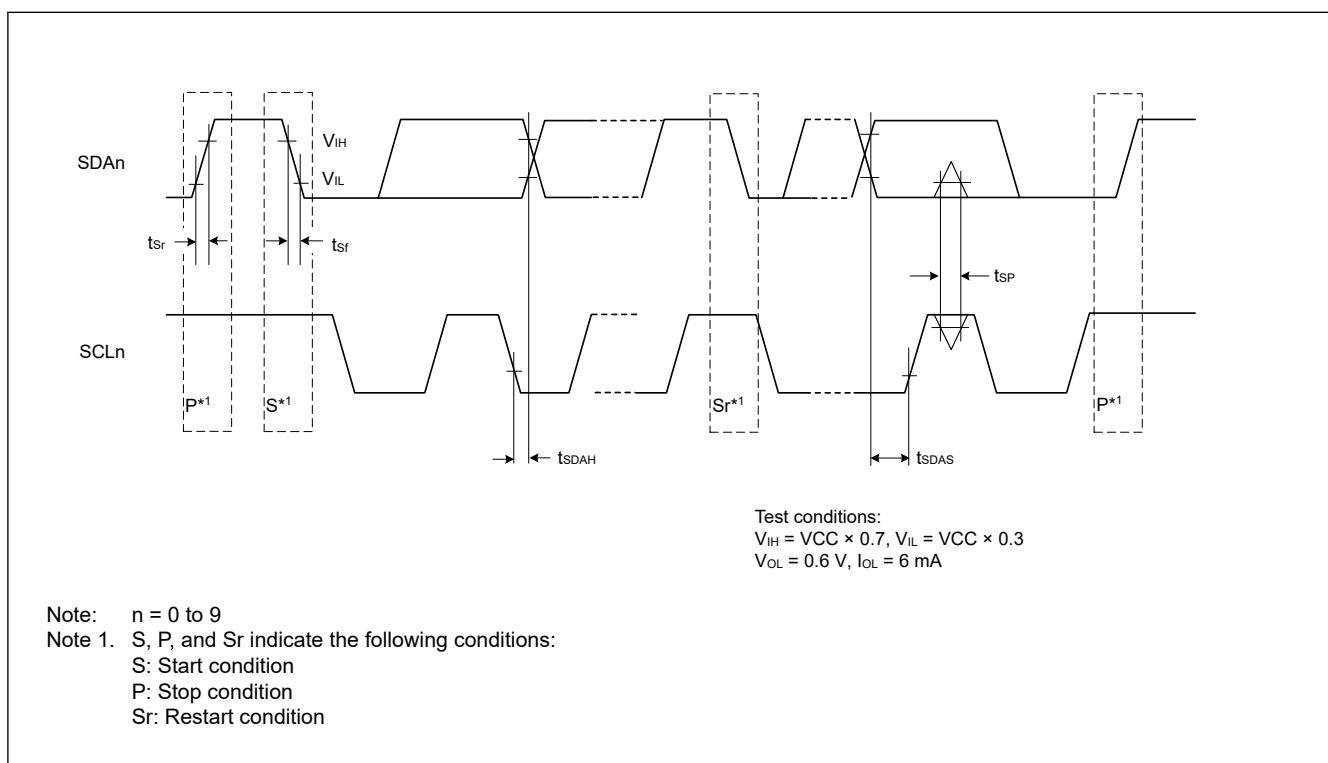 SDAn
VIH
VIL
tSr
tSf
tSP
SCLn
P*1
S*1
Sr*1
P*1
tSDAH
tSDAS
Test conditions:
VIH = VCC × 0.7, VIL = VCC × 0.3
VOL = 0.6 V, IOL = 6 mA
Note: n = 0 to 9
Note 1. S, P, and Sr indicate the following conditions:
S: Start condition
P: Stop condition
Sr: Restart condition